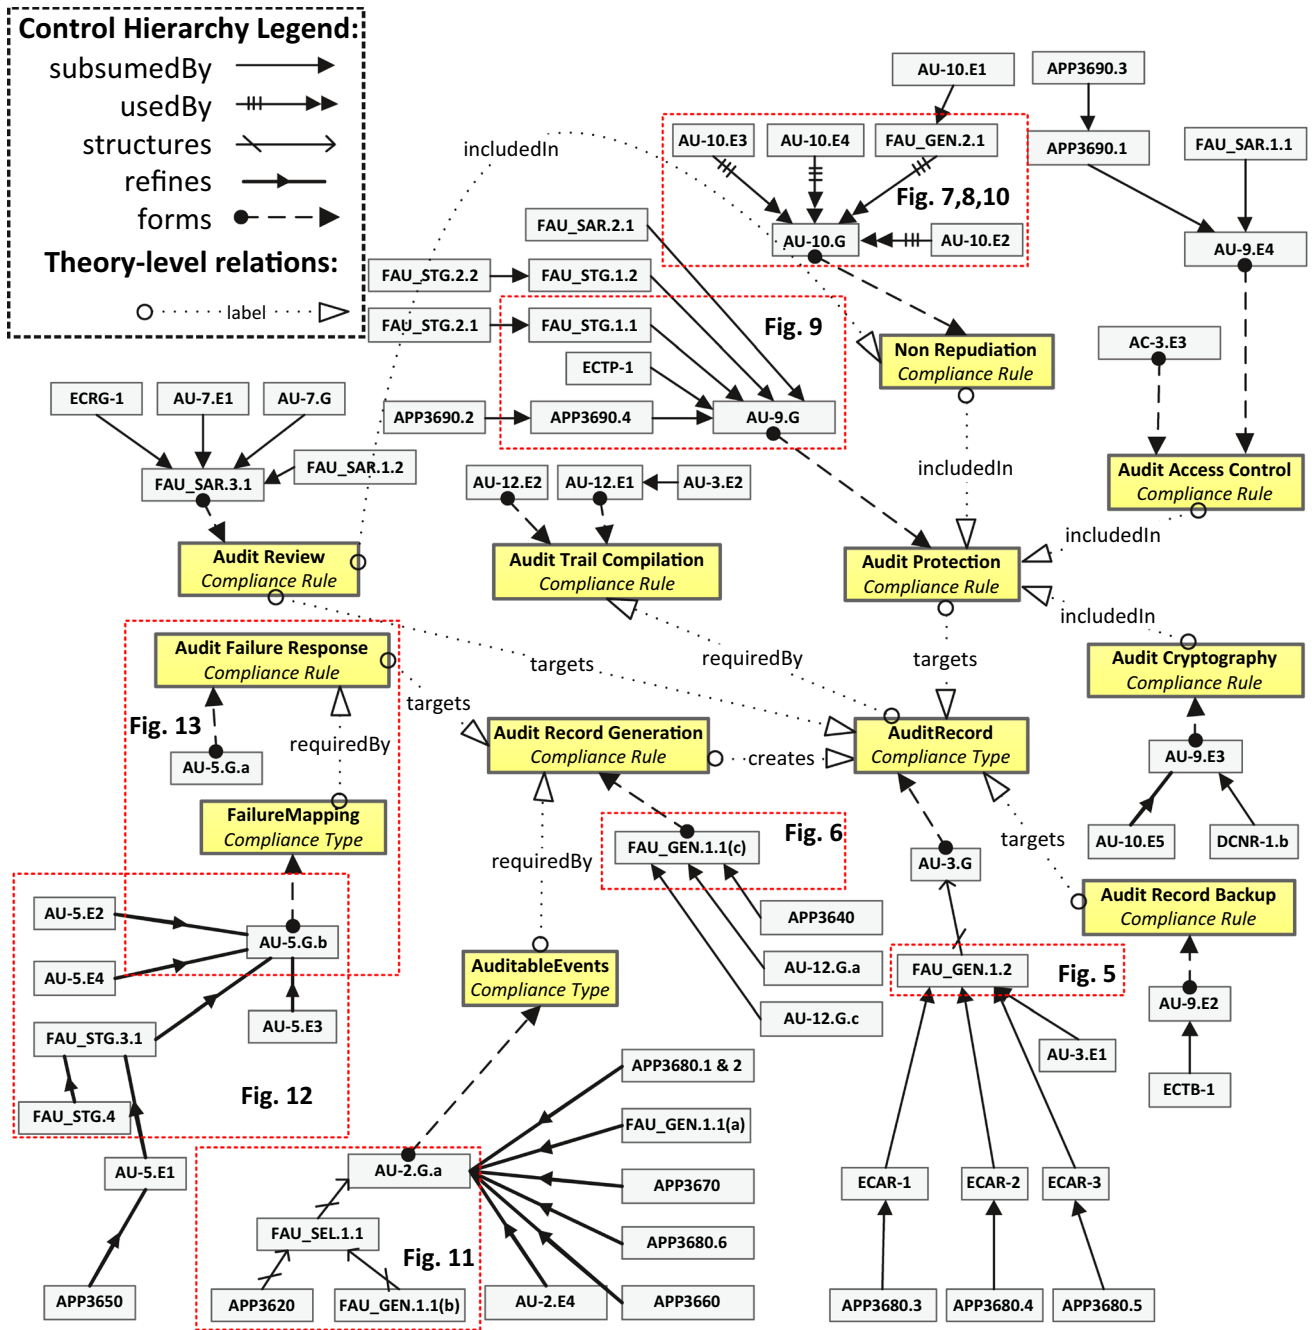 Control Hierarchy Legend:
subsumedBy
usedBy
structures
refines
forms
Theory-level relations:
label
AU-10.E1
APP3690.3
includedIn
AU-10.E3
AU-10.E4
FAU_GEN.2.1
APP3690.1
FAU_SAR.1.1
Fig. 7,8,10
FAU_SAR.2.1
AU-10.G
AU-10.E2
AU-9.E4
FAU_STG.2.2
FAU_STG.1.2
FAU_STG.2.1
FAU_STG.1.1
Fig. 9
Non Repudiation
Compliance Rule
AC-3.E3
ECTP-1
ECRG-1
AU-7.E1
AU-7.G
APP3690.2
APP3690.4
AU-9.G
FAU_SAR.1.2
FAU_SAR.3.1
AU-12.E2
AU-12.E1
AU-3.E2
includedIn
Audit Access Control
Compliance Rule
includedIn
Audit Review
Compliance Rule
Audit Trail Compilation
Compliance Rule
Audit Protection
Compliance Rule
includedIn
Audit Failure Response
Compliance Rule
targets
requiredBy
targets
Audit Cryptography
Compliance Rule
targets
Fig. 13
requiredBy
AU-5.G.a
Audit Record Generation
Compliance Rule
creates
AuditRecord
Compliance Type
AU-9.E3
FailureMapping
Compliance Type
Fig. 6
targets
AU-10.E5
DCNR-1.b
requiredBy
FAU_GEN.1.1(c)
AU-3.G
AU-5.E2
APP3640
Audit Record Backup
Compliance Rule
AU-5.G.b
AU-5.E4
AuditableEvents
Compliance Type
AU-12.G.a
FAU_GEN.1.2
Fig. 5
AU-9.E2
AU-5.E3
AU-12.G.c
FAU_STG.3.1
AU-3.E1
APP3680.1 & 2
ECTB-1
Fig. 12
FAU_STG.4
FAU_GEN.1.1(a)
AU-5.E1
AU-2.G.a
APP3670
ECAR-1
ECAR-2
ECAR-3
FAU_SEL.1.1
APP3680.6
Fig. 11
APP3650
APP3620
FAU_GEN.1.1(b)
AU-2.E4
APP3660
APP3680.3
APP3680.4
APP3680.5